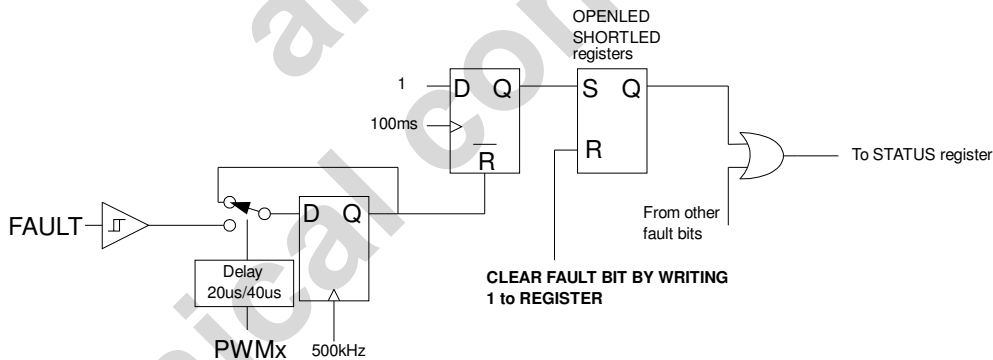 OPENLED
SHORTLED
registers
1
D Q
S Q
100ms
R
R
To STATUS register
D Q
FAULT
From other
fault bits
Delay
20us/40us
CLEAR FAULT BIT BY WRITING
1 to REGISTER
PWMx
500kHz